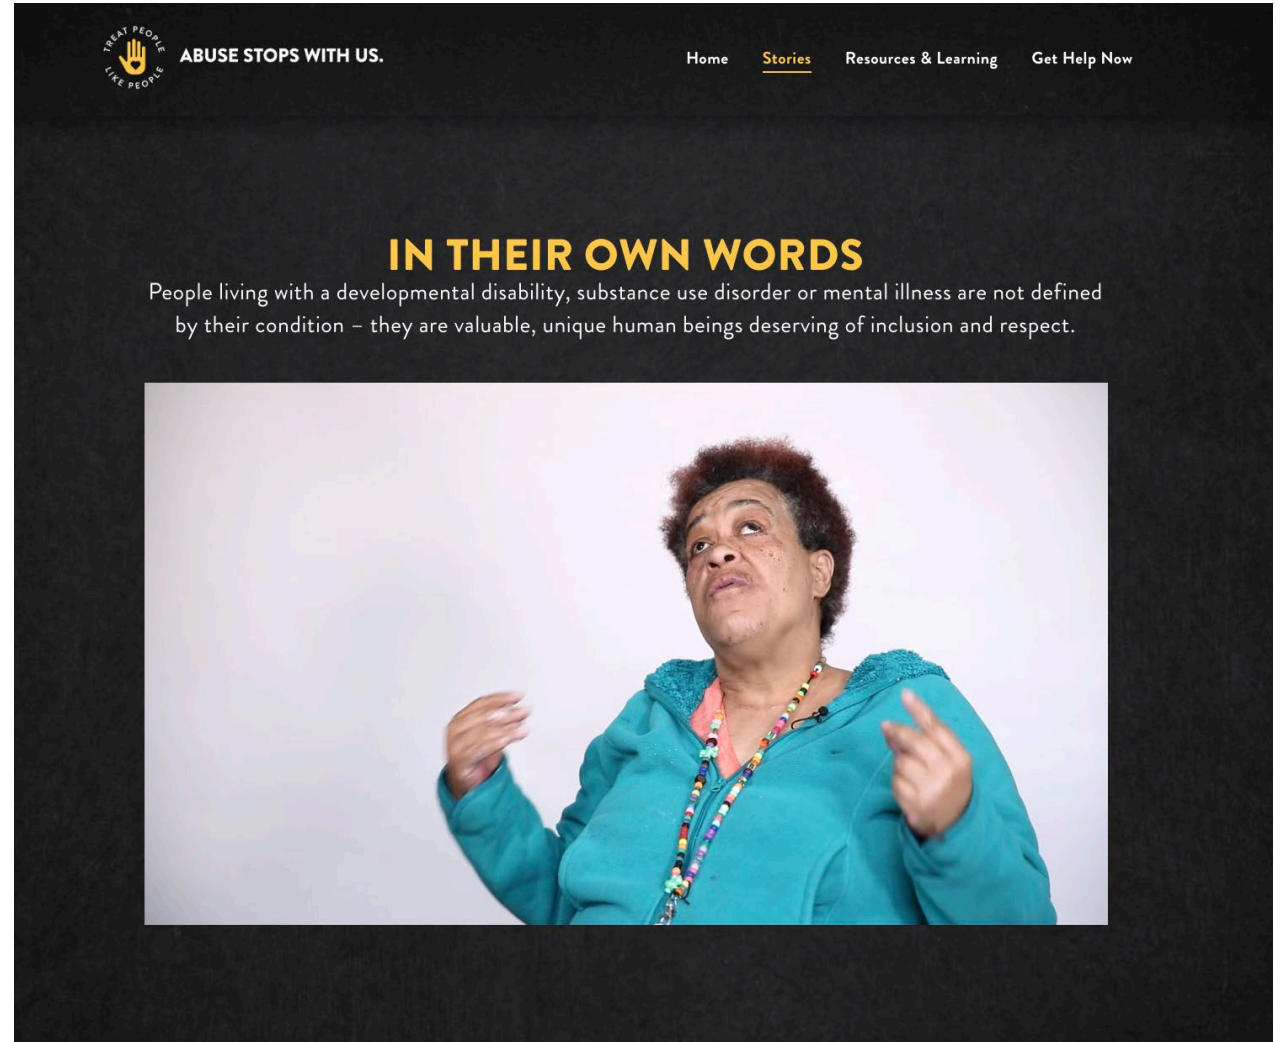 TREAT PEOPLE
LIKE PEOPLE
ABUSE STOPS WITH US.
Home
Stories
Resources & Learning
Get Help Now
IN THEIR OWN WORDS
People living with a developmental disability, substance use disorder or mental illness are not defined
by their condition – they are valuable, unique human beings deserving of inclusion and respect.